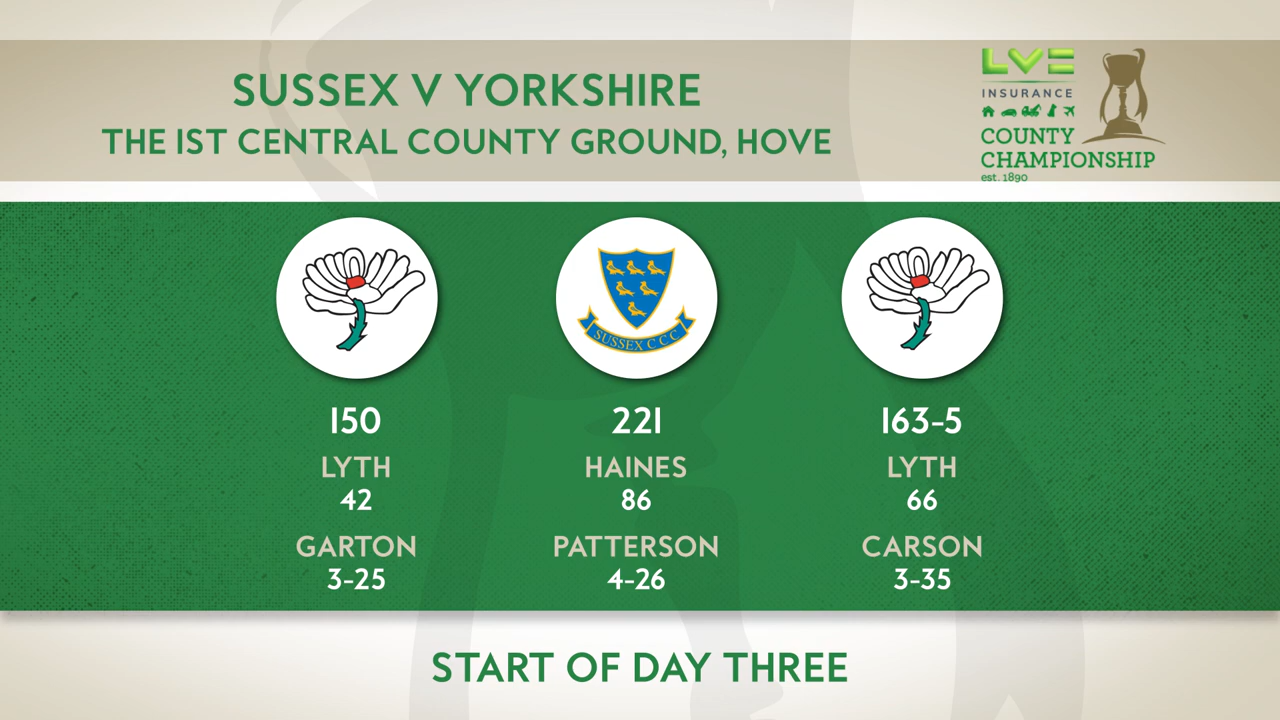 SUSSEX V YORKSHIRE
THE 1ST CENTRAL COUNTY GROUND, HOVE
LVE
INSURANCE
COUNTY
CHAMPIONSHIP
est. 1890
SUSSEX C C C
150
LYTH
42
GARTON
3-25
221
HAINES
86
PATTERSON
4-26
163-5
LYTH
66
CARSON
3-35
START OF DAY THREE